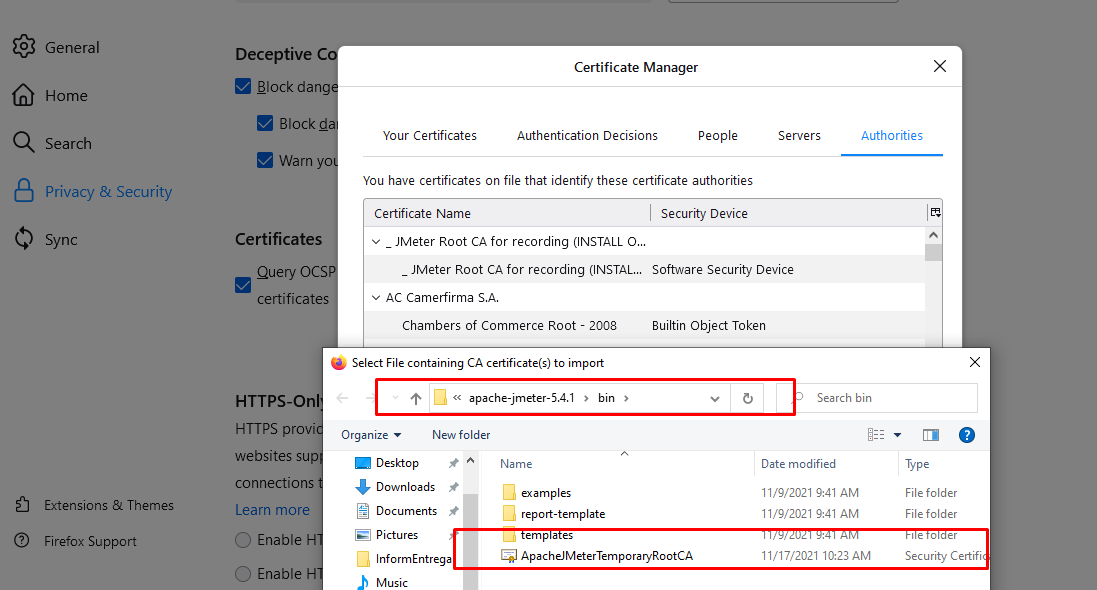 General
Home
Search
Privacy & Security
Sync
Extensions & Themes
Firefox Support
Deceptive Co
Block dange
Block da
Warn you
Certificates
Query OCSP
certificates
HTTPS-Only
HTTPS provid
websites supp
connections t
Learn more
Enable HT
Enable HT
Certificate Manager
Your Certificates Authentication Decisions People Servers Authorities
You have certificates on file that identify these certificate authorities
Certificate Name Security Device
_ JMeter Root CA for recording (INSTALL O...
_ JMeter Root CA for recording (INSTAL... Software Security Device
AC Camerfirma S.A.
Chambers of Commerce Root - 2008 Builtin Object Token
Select File containing CA certificate(s) to import
« apache-jmeter-5.4.1 › bin › Search bin
Organize New folder
Desktop
Downloads
Documents
Pictures
InformEntrega
Music
Name Date modified Type
examples 11/9/2021 9:41 AM File folder
report-template 11/9/2021 9:41 AM File folder
templates 11/9/2021 9:41 AM File folder
ApacheJMeterTemporaryRootCA 11/17/2021 10:23 AM Security Certific